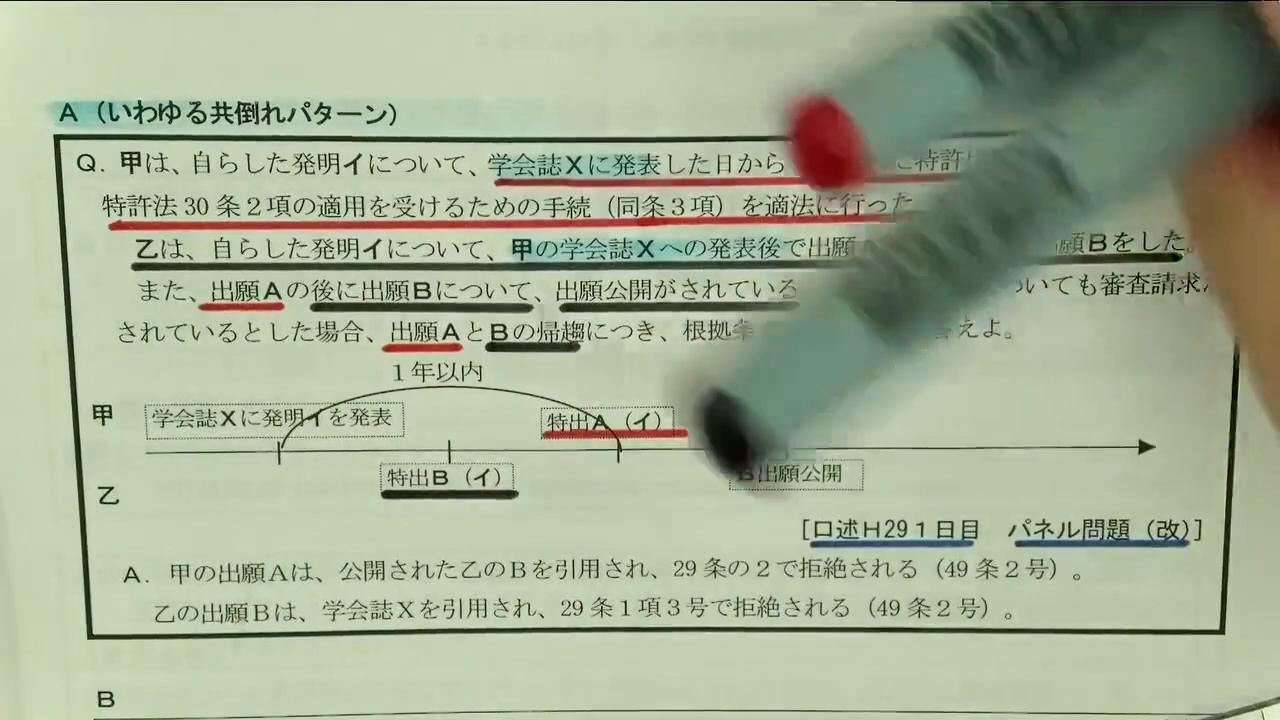 A（いわゆる共倒れパターン）
Q．甲は、自らした発明イについて、学会誌Xに発表した日から 特許
特許法30条２項の適用を受けるための手続（同条３項）を適法に行った
乙は、自らした発明イについて、甲の学会誌Xへの発表後で出願 願Bをした。
また、出願Aの後に出願Bについて、出願公開がされている いても審査請求
されているとした場合、出願AとBの帰趨につき、根拠 えよ。
１年以内
甲 学会誌Xに発明イを発表 特出A（イ）
乙 特出B（イ） B出願公開
[口述H29１日目 パネル問題（改）]
A．甲の出願Aは、公開された乙のBを引用され、29条の２で拒絶される（49条２号）。
乙の出願Bは、学会誌Xを引用され、29条１項３号で拒絶される（49条２号）。
B